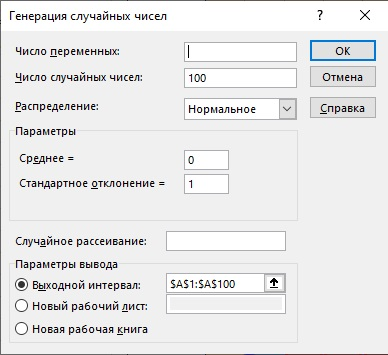 Генерация случайных чисел ? ×
Число переменных: ОК
Число случайных чисел: 100 Отмена
Распределение: Нормальное Справка
Параметры
Среднее = 0
Стандартное отклонение = 1
Случайное рассеивание:
Параметры вывода
Выходной интервал: $A$1:$A$100
Новый рабочий лист:
Новая рабочая книга